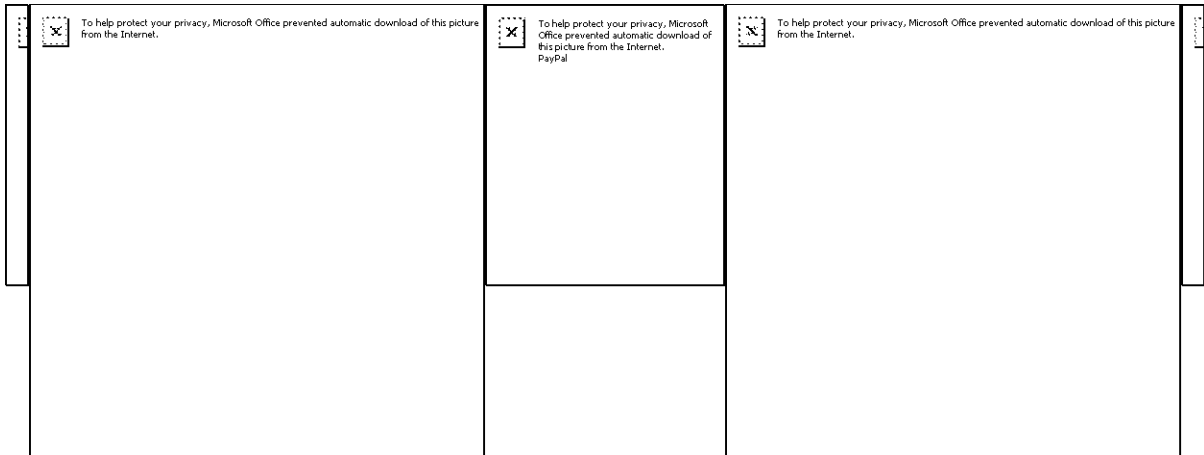 To help protect your privacy, Microsoft Office prevented automatic download of this picture
from the Internet.
To help protect your privacy, Microsoft
Office prevented automatic download of
this picture from the Internet.
PayPal
To help protect your privacy, Microsoft Office prevented automatic download of this picture
from the Internet.